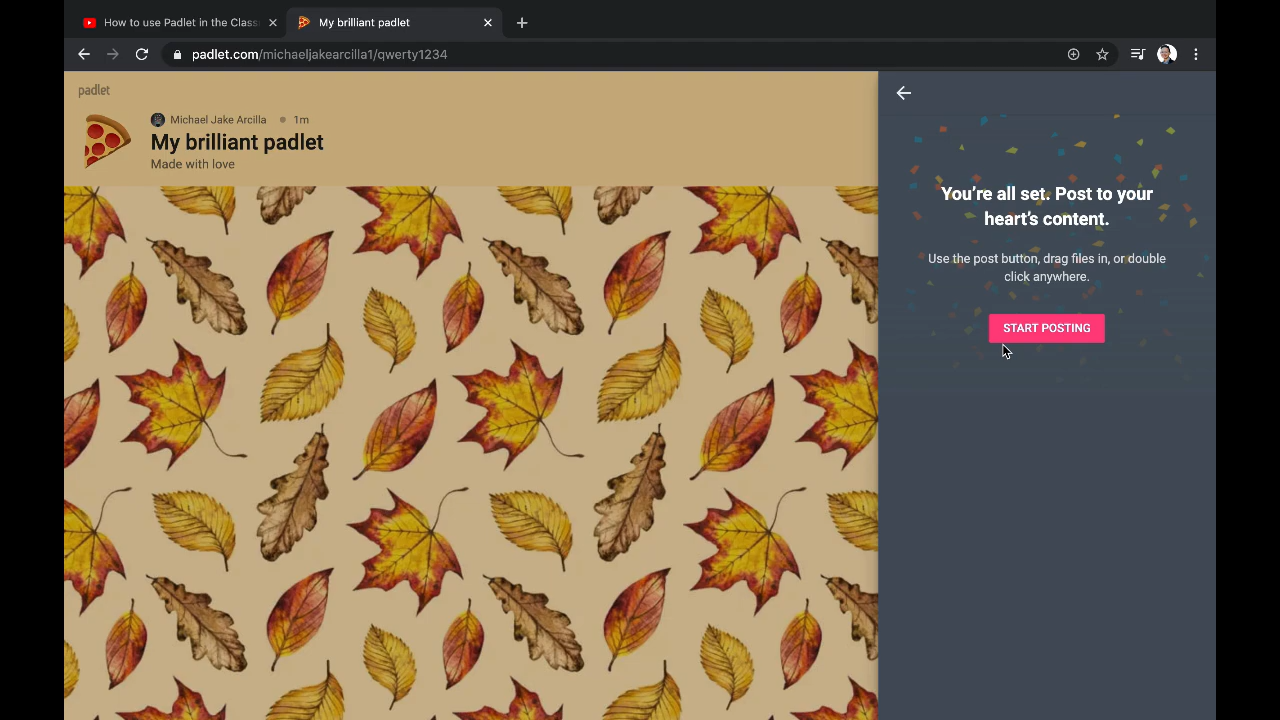 How to use Padlet in the Class
My brilliant padlet
padlet.com/michaeljakearcilla1/qwerty1234
padlet
Michael Jake Arcilla 1m
My brilliant padlet
Made with love
You're all set. Post to your
heart's content.
Use the post button, drag files in, or double
click anywhere.
START POSTING